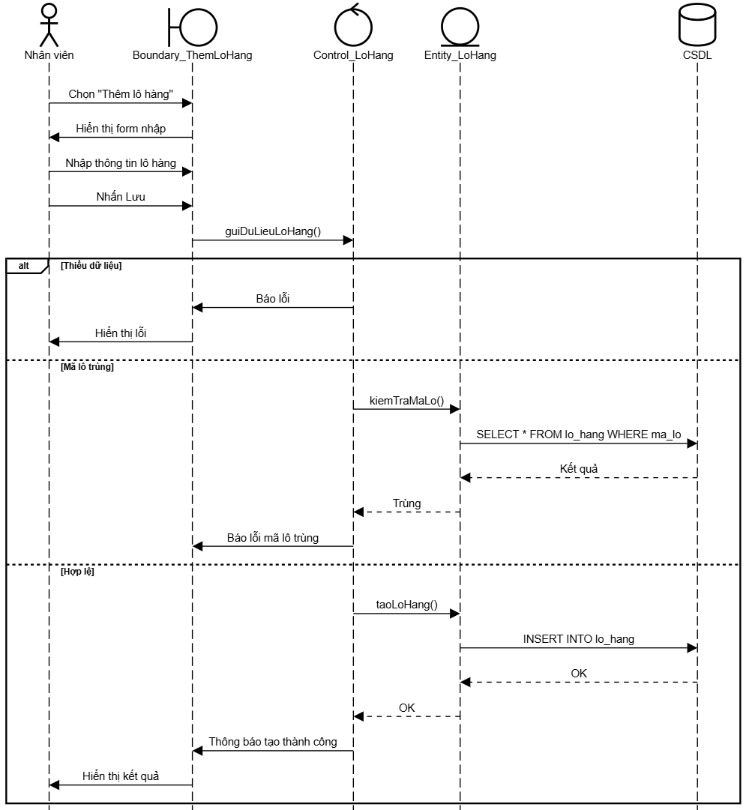 Nhân viên
Boundary_ThemLoHang
Control_LoHang
Entity_LoHang
CSDL
Chọn "Thêm lô hàng"
Hiển thị form nhập
Nhập thông tin lô hàng
Nhấn Lưu
guiDuLieuLoHang()
alt
[Thiếu dữ liệu]
Báo lỗi
Hiển thị lỗi
[Mã lô trùng]
kiemTraMaLo()
SELECT * FROM lo_hang WHERE ma_lo
Kết quả
Trùng
Báo lỗi mã lô trùng
[Hợp lệ]
taoLoHang()
INSERT INTO lo_hang
OK
OK
Thông báo tạo thành công
Hiển thị kết quả